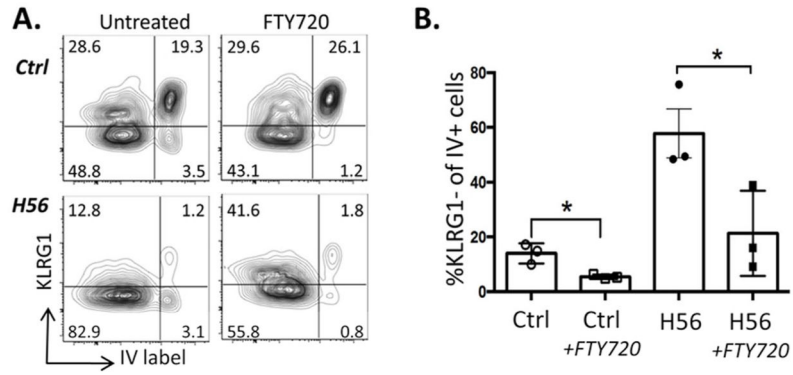 A.
Untreated FTY720
Ctrl
28.6 19.3 29.6 26.1
48.8 3.5 43.1 1.2
H56
12.8 1.2 41.6 1.8
82.9 3.1 55.8 0.8
KLRG1
IV label
B.
%KLRG1- of IV+ cells
80
60
40
20
0
*
*
Ctrl Ctrl H56 H56
+FTY720 +FTY720